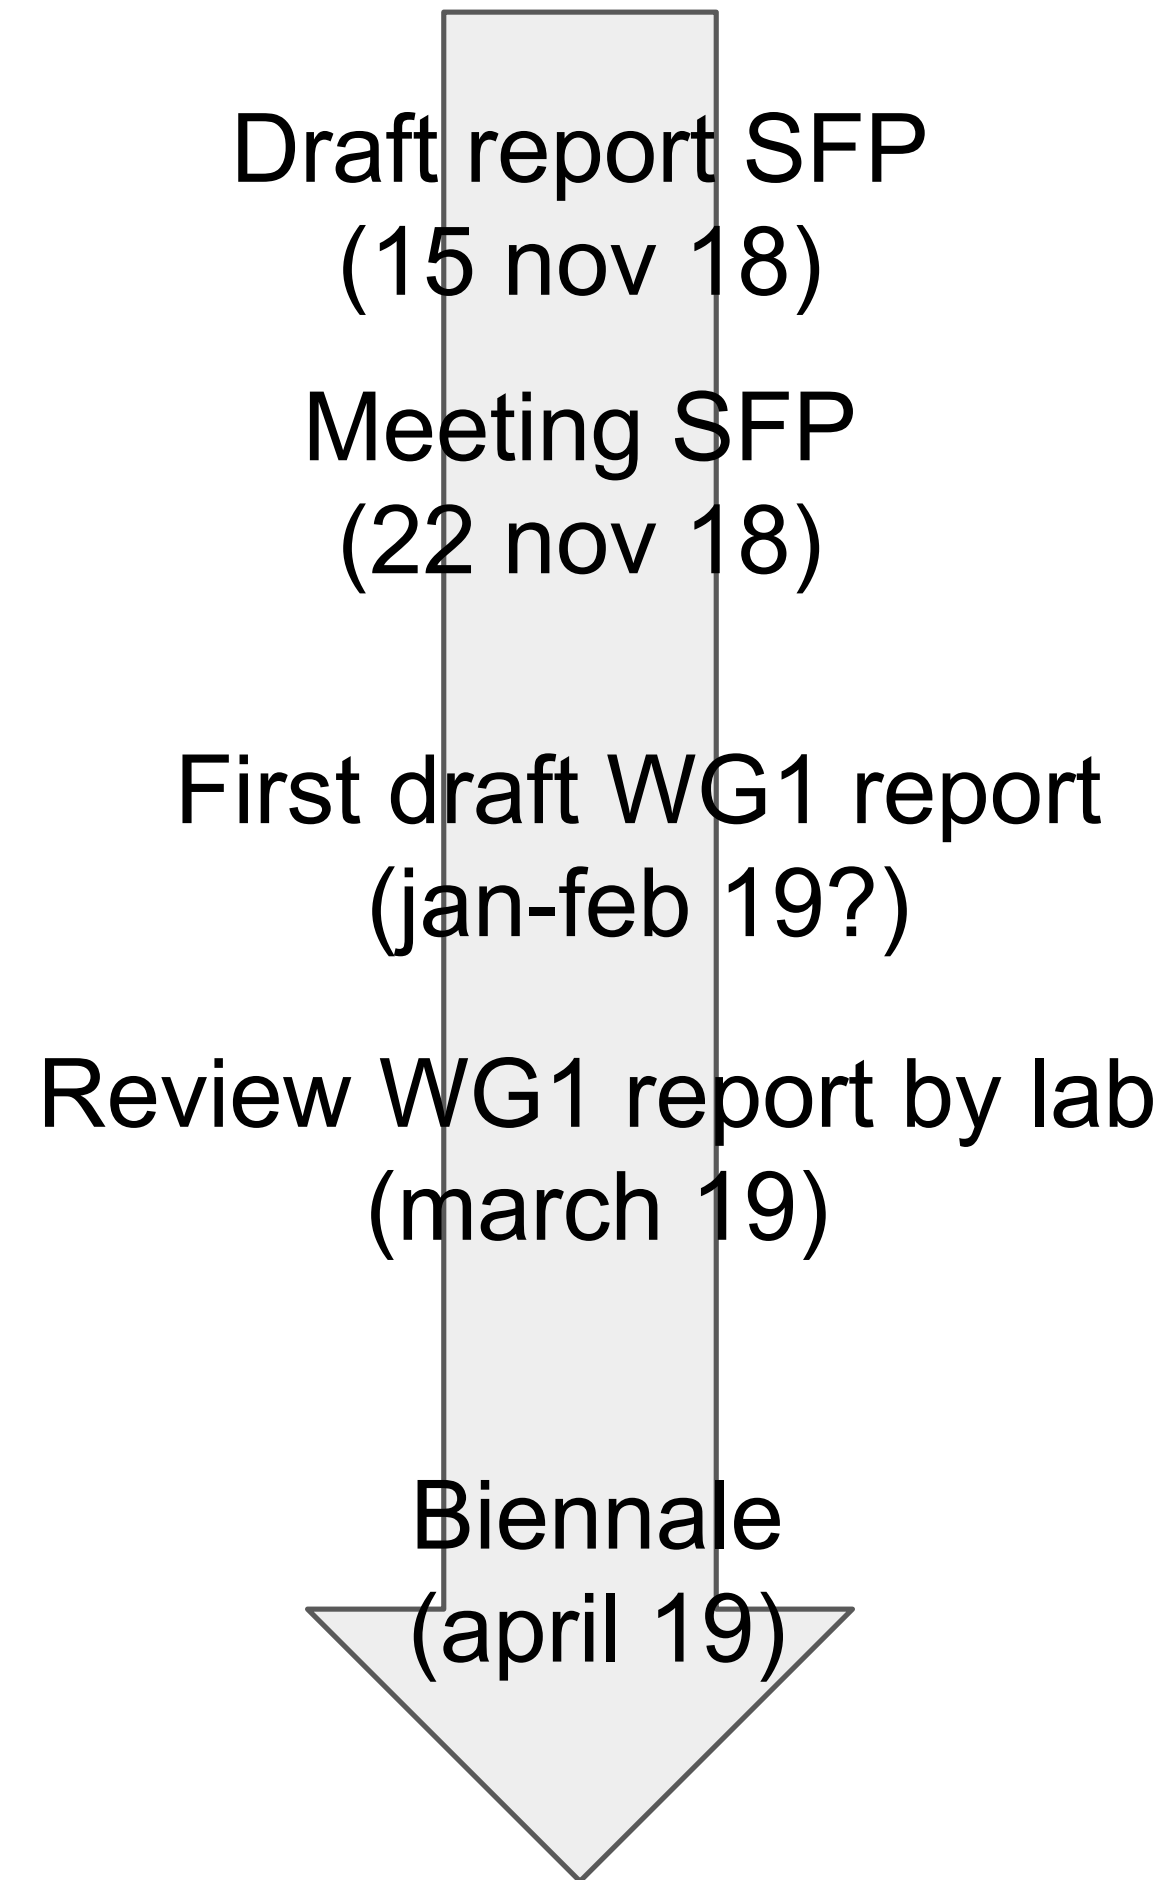 Draft report SFP
(15 nov 18)
Meeting SFP
(22 nov 18)
First draft WG1 report
(jan-feb 19?)
Review WG1 report by lab
(march 19)
Biennale
(april 19)